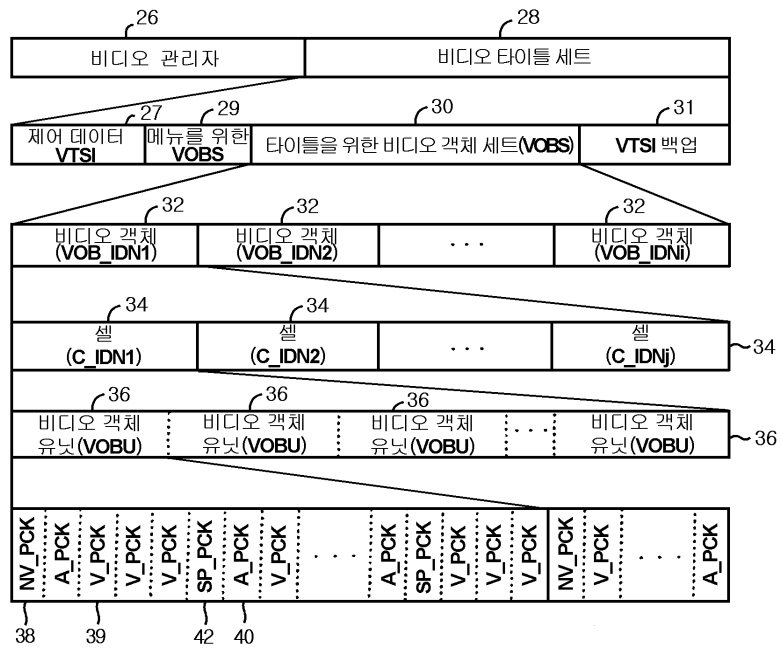 26
28
비디오 관리자
비디오 타이틀 세트
27
29
30
31
제어 데이터
VTSI
메뉴를 위한
VOBS
타이틀을 위한 비디오 객체 세트(VOBS)
VTSI 백업
32
32
32
비디오 객체
(VOB_IDN1)
비디오 객체
(VOB_IDN2)
· · ·
비디오 객체
(VOB_IDNi)
34
34
셀
(C_IDN1)
셀
(C_IDN2)
· · ·
셀
(C_IDNj)
34
36
36
36
비디오 객체
유닛(VOBU)
비디오 객체
유닛(VOBU)
비디오 객체
유닛(VOBU)
· · ·
비디오 객체
유닛(VOBU)
36
NV_PCK
A_PCK
V_PCK
V_PCK
V_PCK
SP_PCK
A_PCK
V_PCK
· · ·
A_PCK
SP_PCK
V_PCK
V_PCK
V_PCK
NV_PCK
V_PCK
· · ·
A_PCK
38
39
42
40